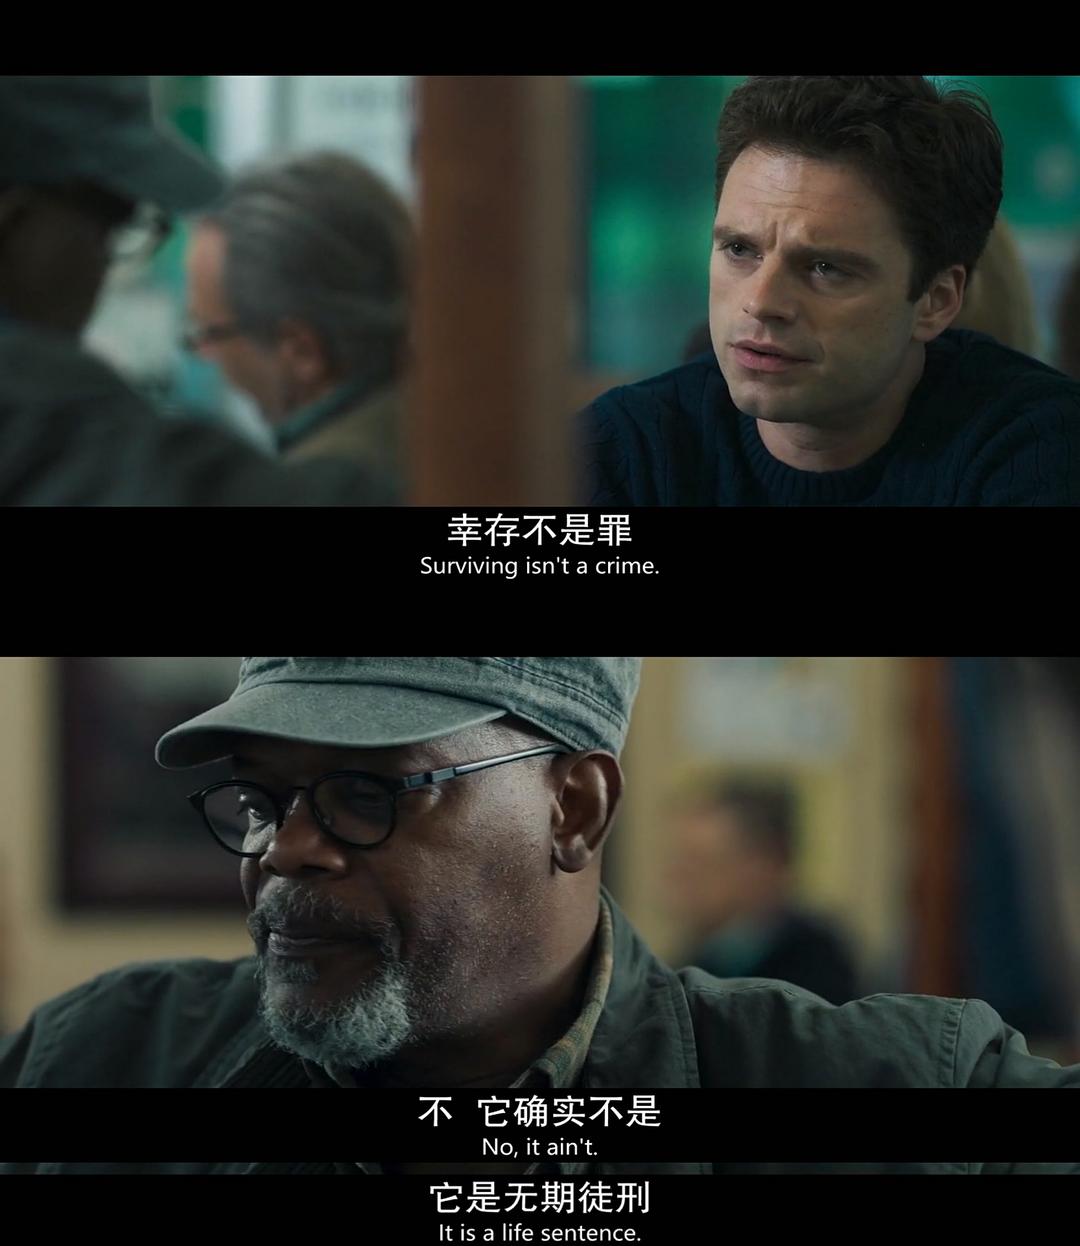 幸存不是罪
Surviving isn't a crime.
不 它确实不是
No, it ain't.
它是无期徒刑
It is a life sentence.